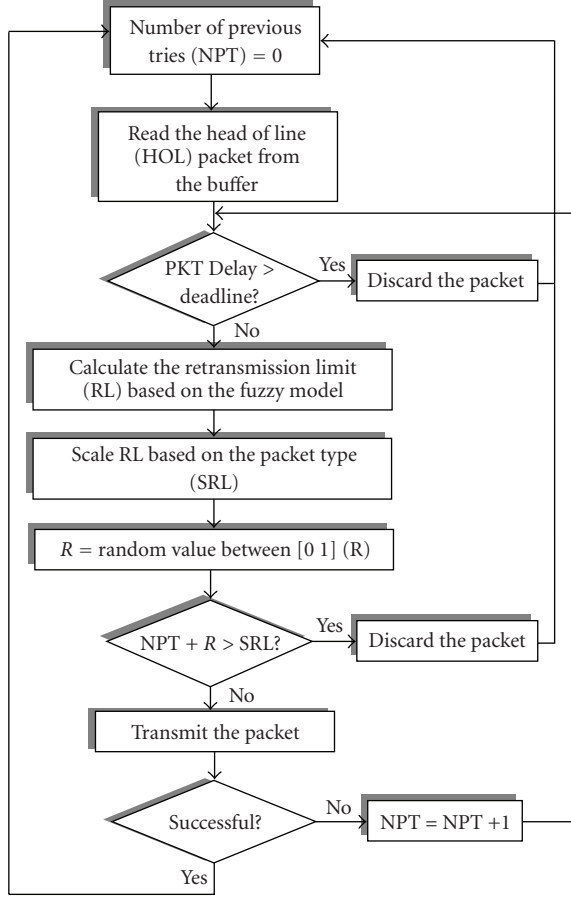 Number of previous
tries (NPT) = 0
Read the head of line
(HOL) packet from
the buffer
PKT Delay >
deadline?
Yes
Discard the packet
No
Calculate the retransmission limit
(RL) based on the fuzzy model
Scale RL based on the packet type
(SRL)
R = random value between [0 1] (R)
NPT + R > SRL?
Yes
Discard the packet
No
Transmit the packet
Successful?
No
NPT = NPT +1
Yes